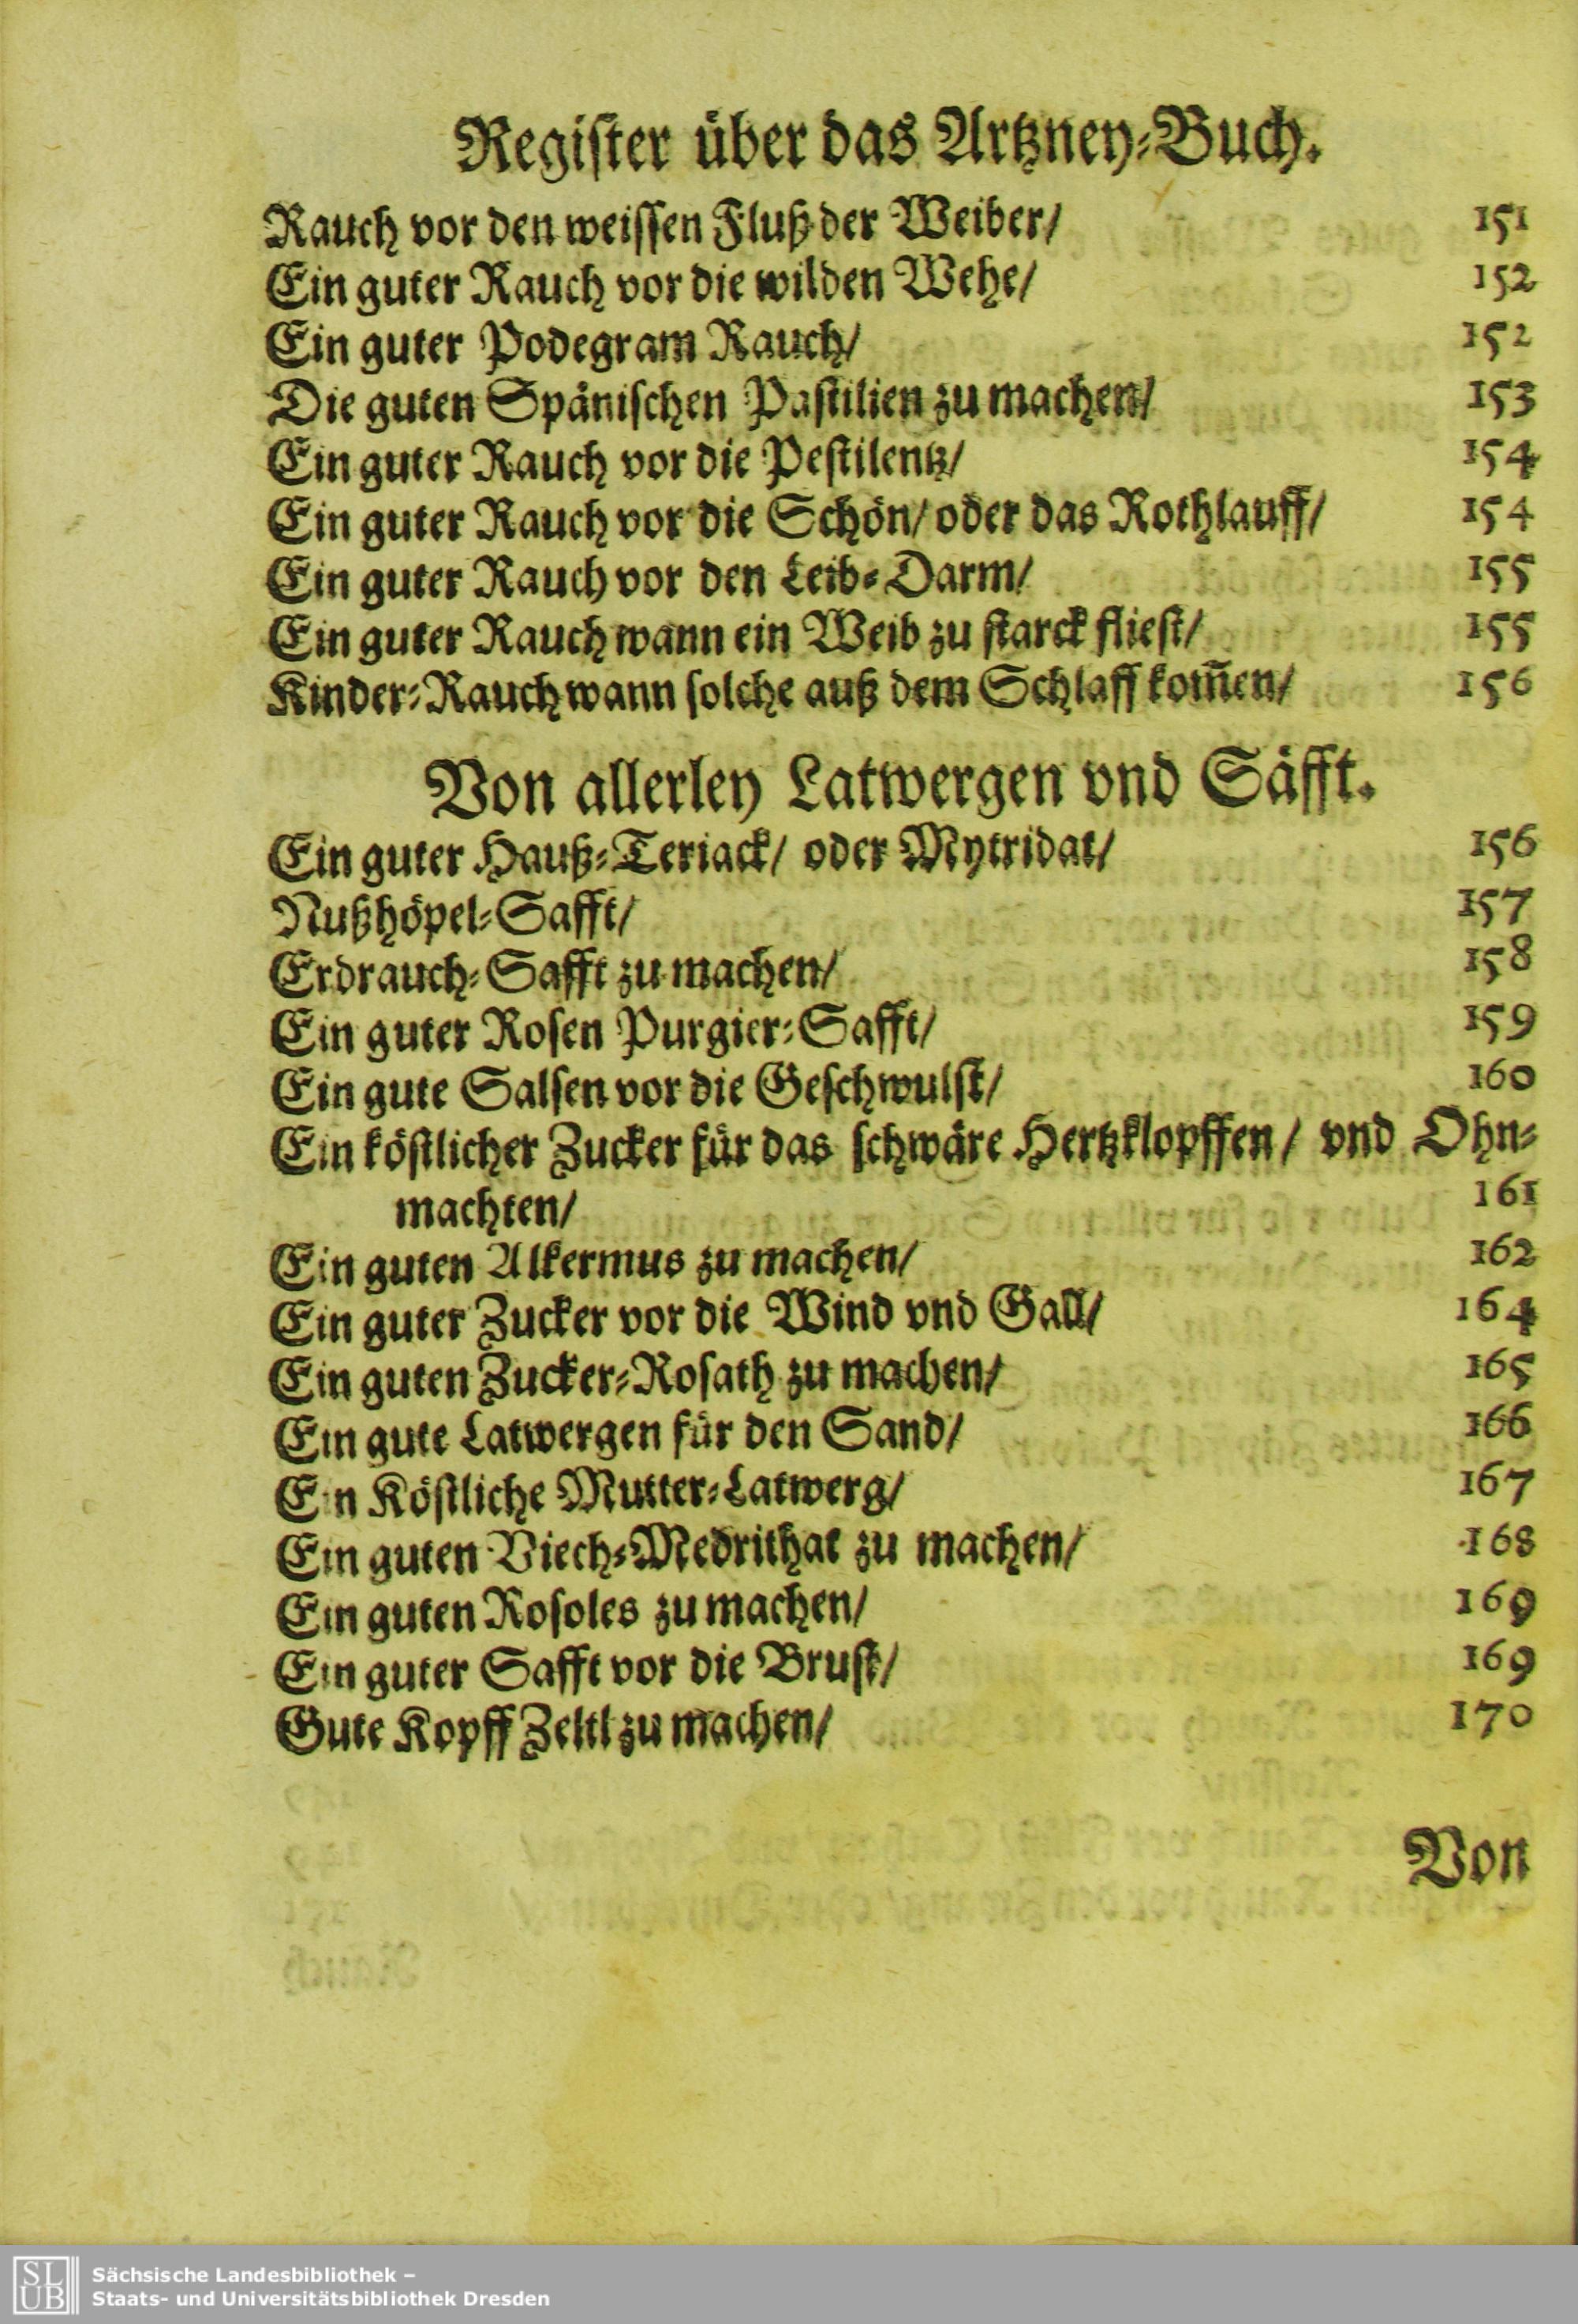 Register über das Artzney-Buch.
Rauch vor den weissen Fluß der Weiber/ 151
Ein guter Rauch vor die wilden Wehe/ 152
Ein guter Podegram Rauch/ 152
Die guten Spänischen Pastilien zu machen/ 153
Ein guter Rauch vor die Pestilentz/ 154
Ein guter Rauch vor die Schön/ oder das Rothlauff/ 154
Ein guter Rauch vor den Leib-Darm/ 155
Ein guter Rauch wann ein Weib zu starck fliest/ 155
Kinder-Rauch wann solche auß dem Schlaff kom̃en/ 156
Von allerley Latwergen vnd Säfft.
Ein guter Hauß-Teriack/ oder Mytridat/ 156
Nußhöpel-Safft/ 157
Erdrauch-Safft zu machen/ 158
Ein guter Rosen Purgier-Safft/ 159
Ein gute Salsen vor die Geschwulst/ 160
Ein köstlicher Zucker für das schwäre Hertzklopffen/ vnd Ohn-
machten/ 161
Ein guten Alkermus zu machen/ 162
Ein guter Zucker vor die Wind vnd Gall/ 164
Ein guten Zucker-Rosath zu machen/ 165
Ein gute Latwergen für den Sand/ 166
Ein Köstliche Mutter-Latwerg/ 167
Ein guten Viech-Medrithat zu machen/ 168
Ein guten Rosoles zu machen/ 169
Ein guter Safft vor die Brust/ 169
Gute Kopff Zeltl zu machen/ 170
Von
SLUB
Sächsische Landesbibliothek –
Staats- und Universitätsbibliothek Dresden